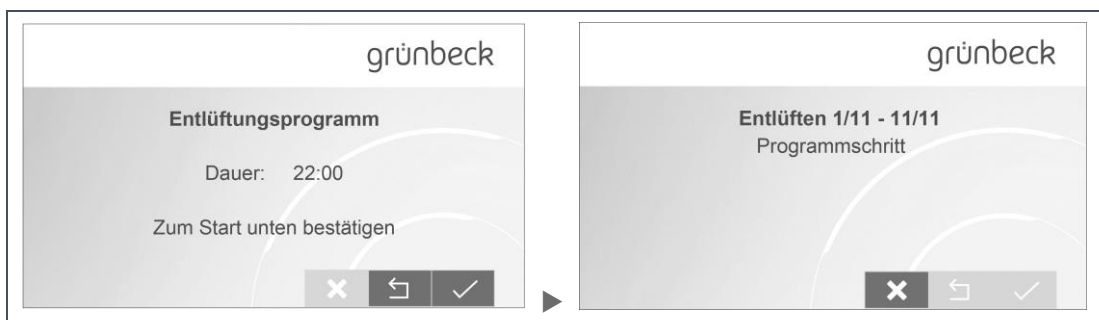 grünbeck
Entlüftungsprogramm
Dauer: 22:00
Zum Start unten bestätigen
grünbeck
Entlüften 1/11 - 11/11
Programmschritt